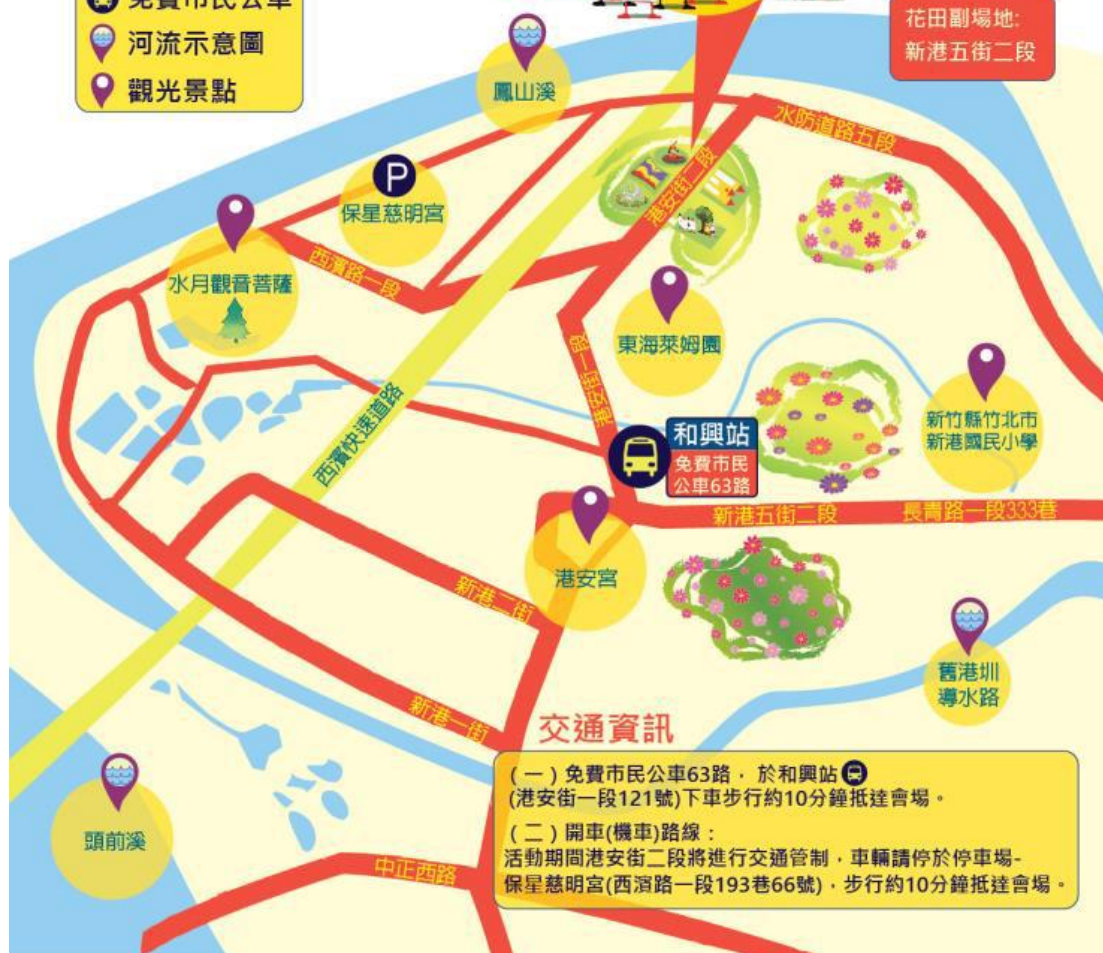 免費市民公車
河流示意圖
觀光景點
花田副場地:
新港五街二段
鳳山溪
水防道路五段
P
保星慈明宮
港安街二段
西濱路一段
水月觀音菩薩
東海萊姆園
港安街一段
西濱快速道路
新竹縣竹北市
新港國民小學
和興站
免費市民
公車63路
新港五街二段
長青路一段333巷
港安宮
新港二街
舊港圳
導水路
新港一街
交通資訊
(一)免費市民公車63路，於和興站
(港安街一段121號)下車步行約10分鐘抵達會場。
(二)開車(機車)路線：
活動期間港安街二段將進行交通管制，車輛請停於停車場-
保星慈明宮(西濱路一段193巷66號)，步行約10分鐘抵達會場。
頭前溪
中正西路